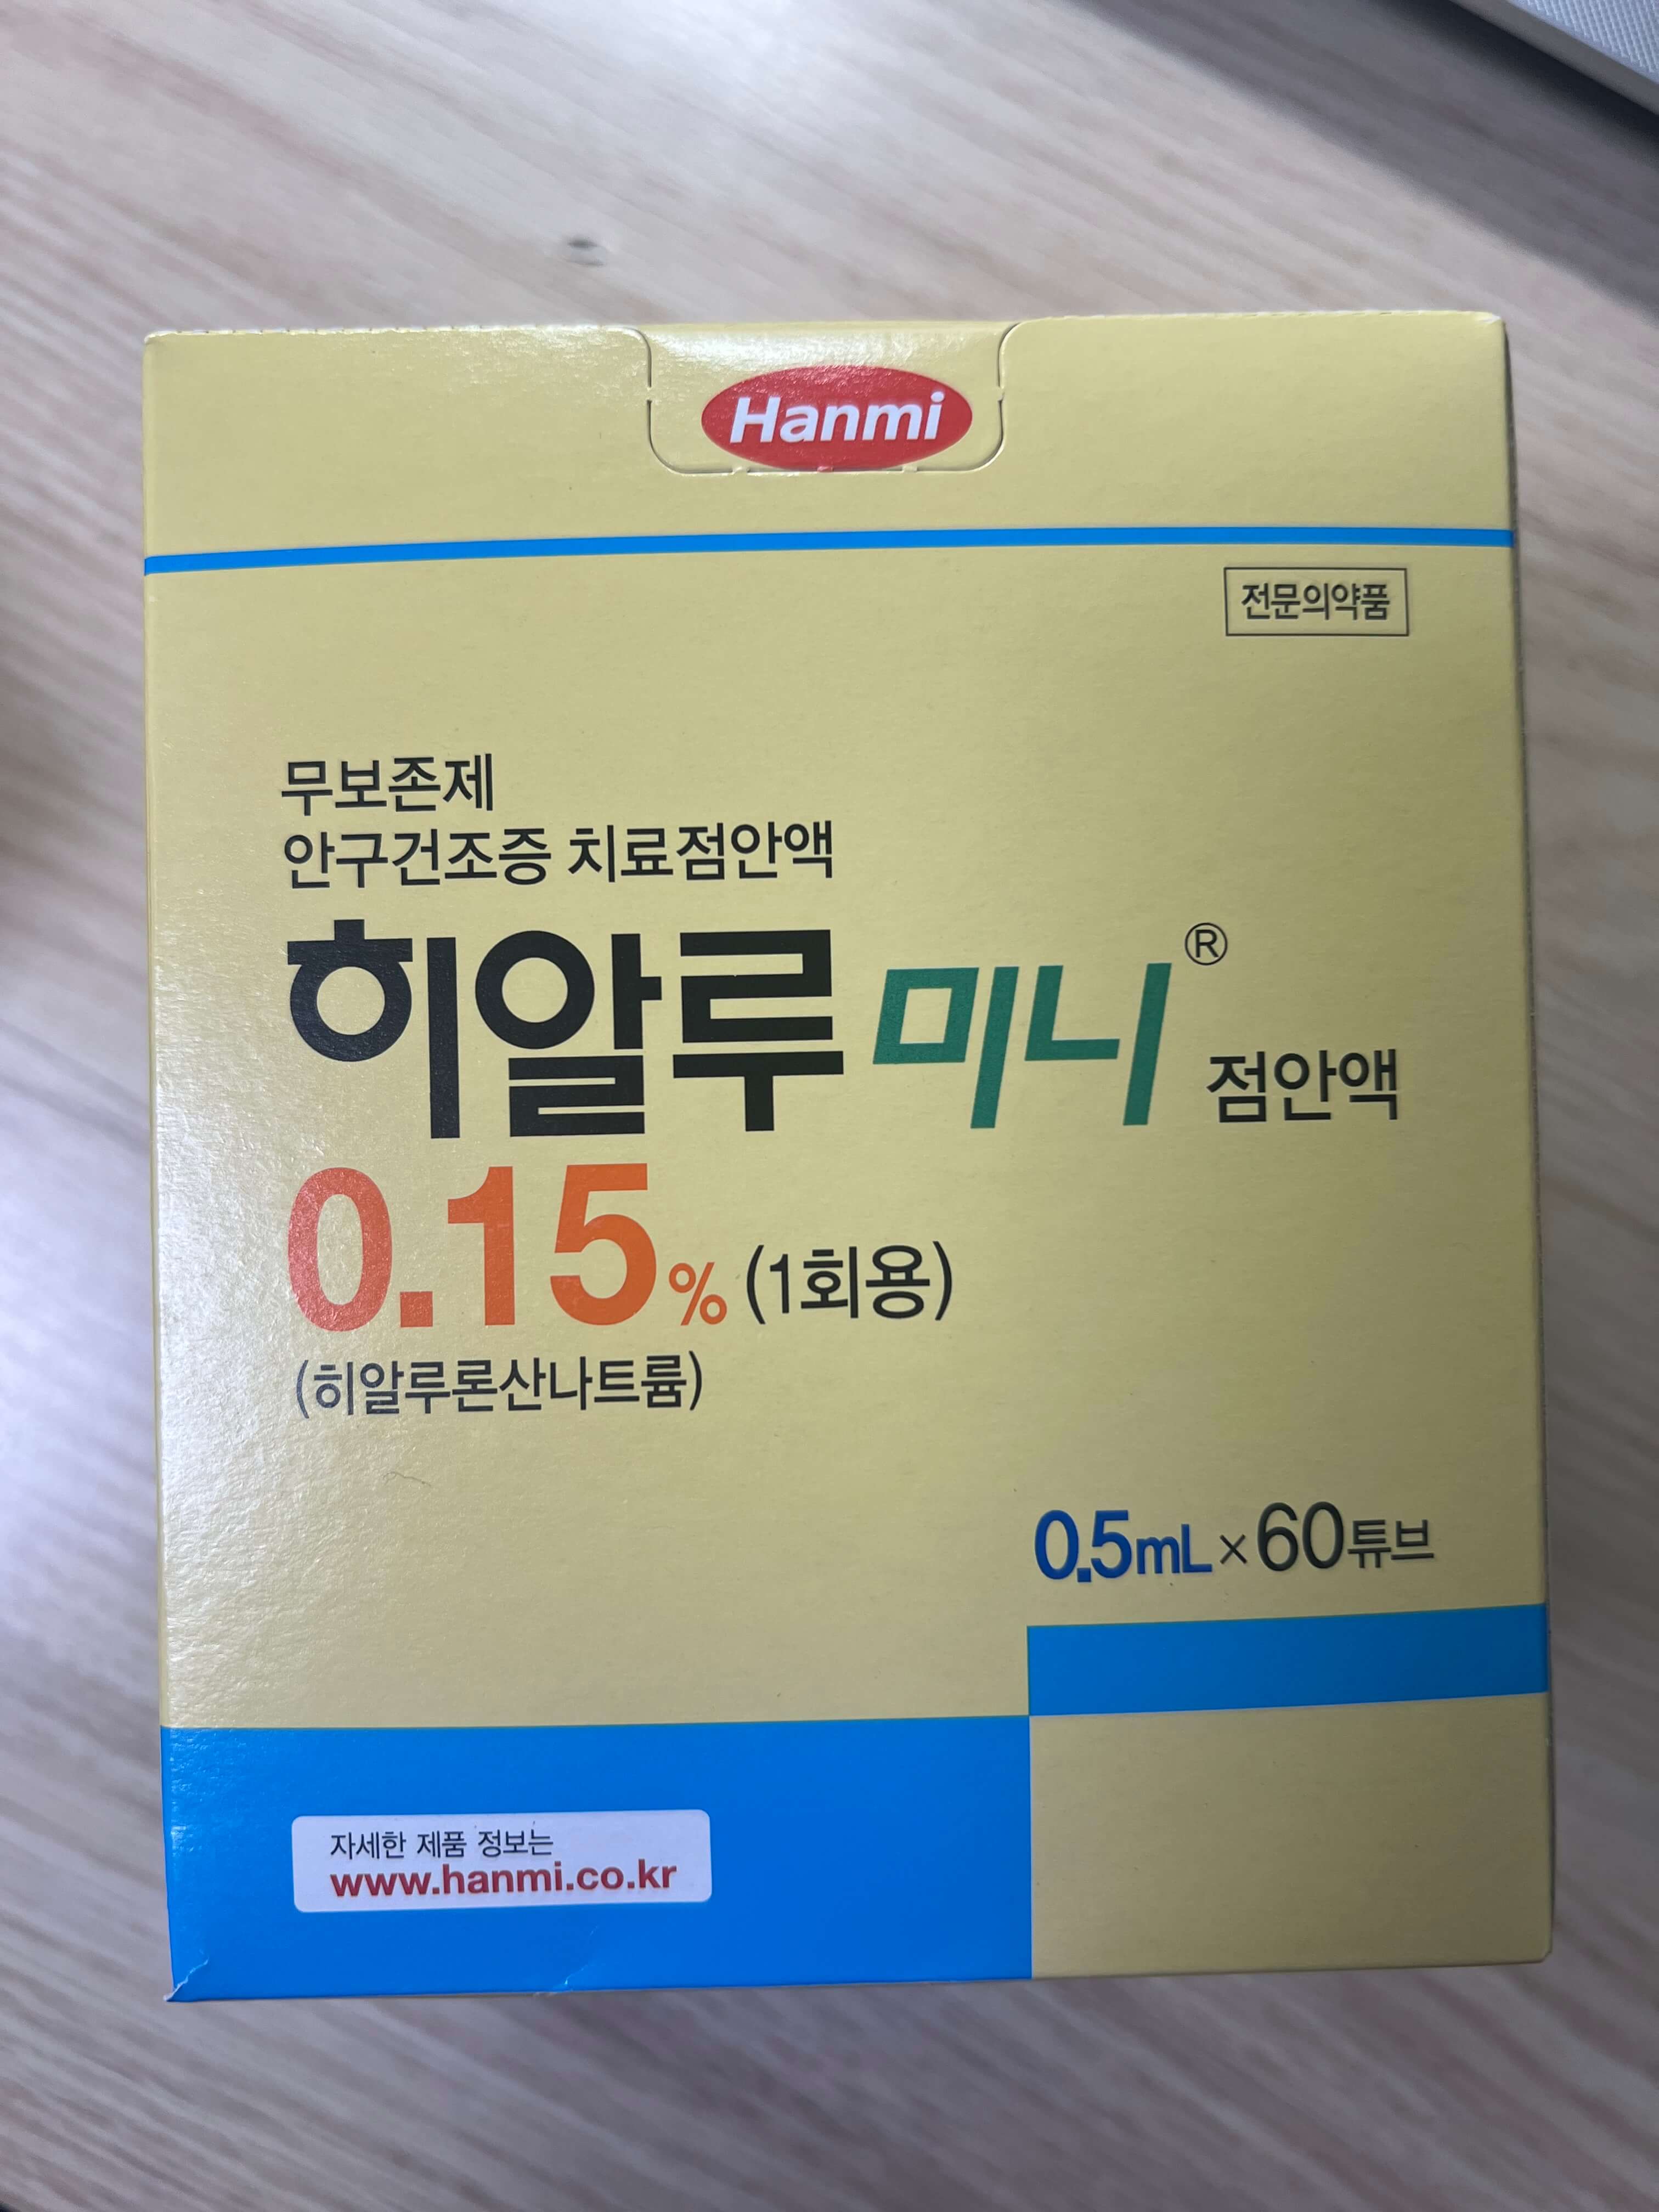 Hanmi
전문의약품
무보존제
안구건조증 치료점안액
히알루미니® 점안액
0.15% (1회용)
(히알루론산나트륨)
0.5mL×60튜브
자세한 제품 정보는
www.hanmi.co.kr